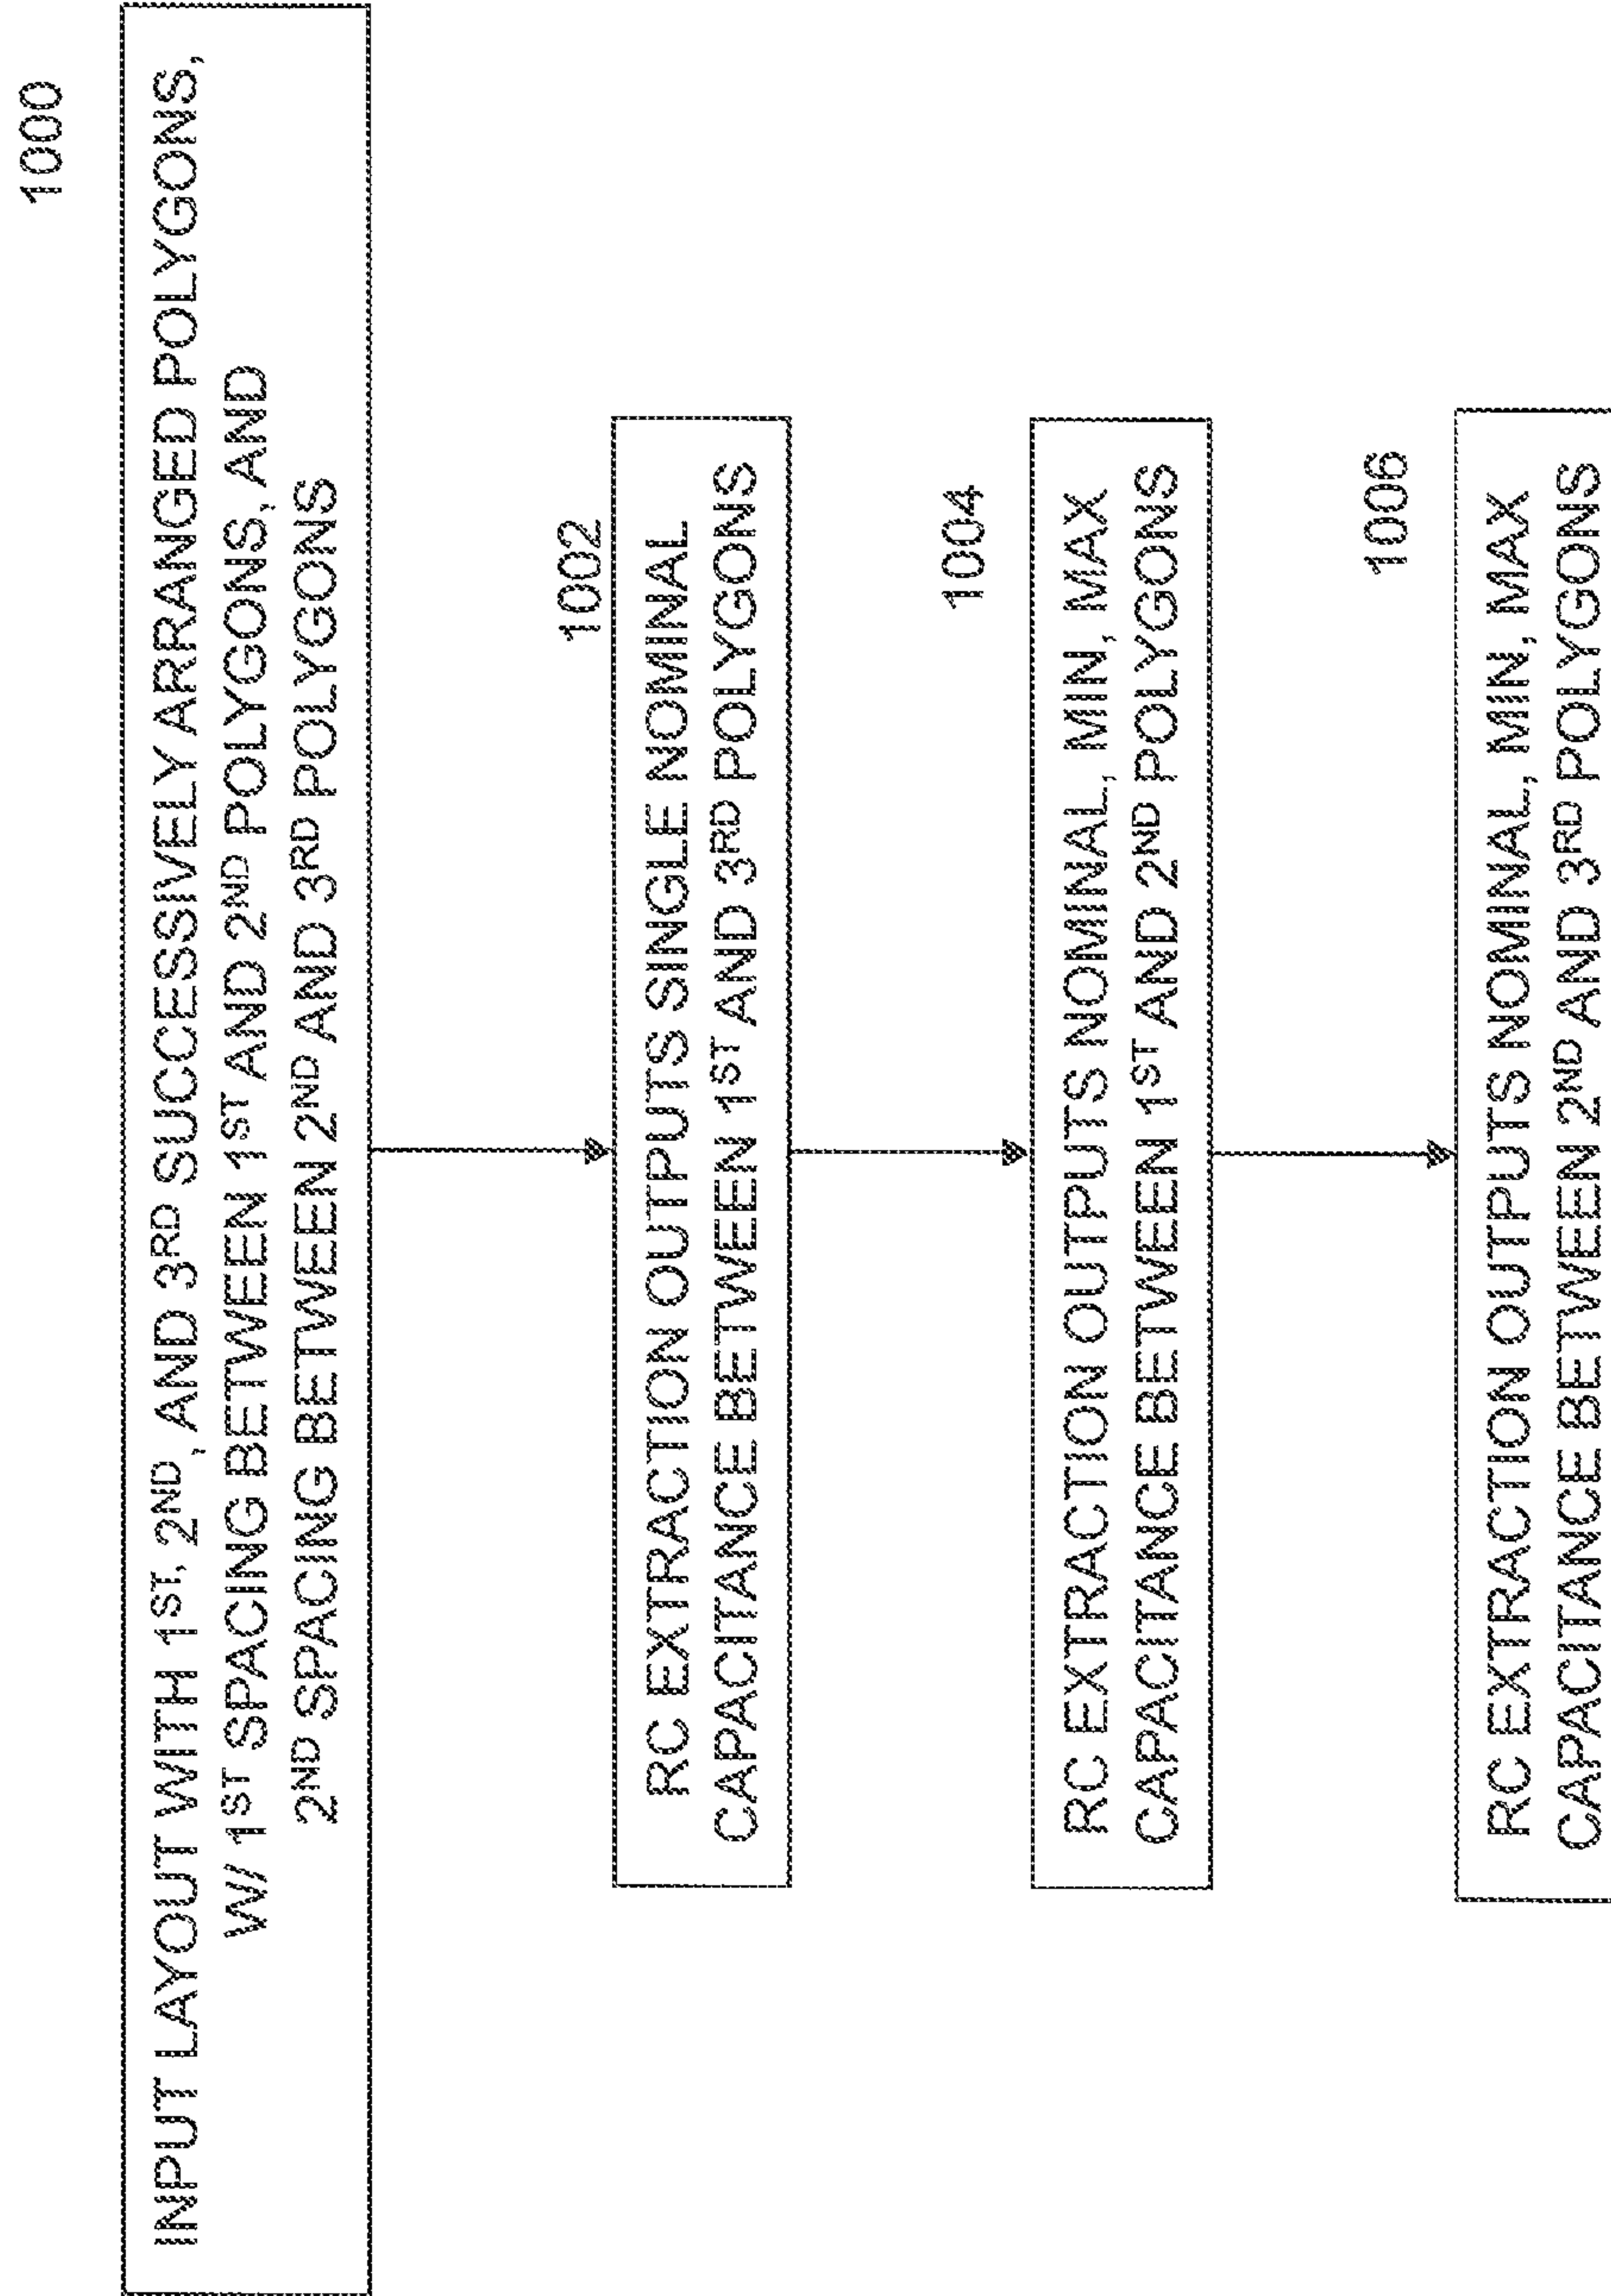 1000
INPUT LAYOUT WITH 1ST, 2ND, AND 3RD SUCCESSIVELY ARRANGED POLYGONS,
W/ 1ST SPACING BETWEEN 1ST AND 2ND POLYGONS, AND
2ND SPACING BETWEEN 2ND AND 3RD POLYGONS
1002
RC EXTRACTION OUTPUTS SINGLE NOMINAL
CAPACITANCE BETWEEN 1ST AND 3RD POLYGONS
1004
RC EXTRACTION OUTPUTS NOMINAL, MIN, MAX
CAPACITANCE BETWEEN 1ST AND 2ND POLYGONS
1006
RC EXTRACTION OUTPUTS NOMINAL, MIN, MAX
CAPACITANCE BETWEEN 2ND AND 3RD POLYGONS